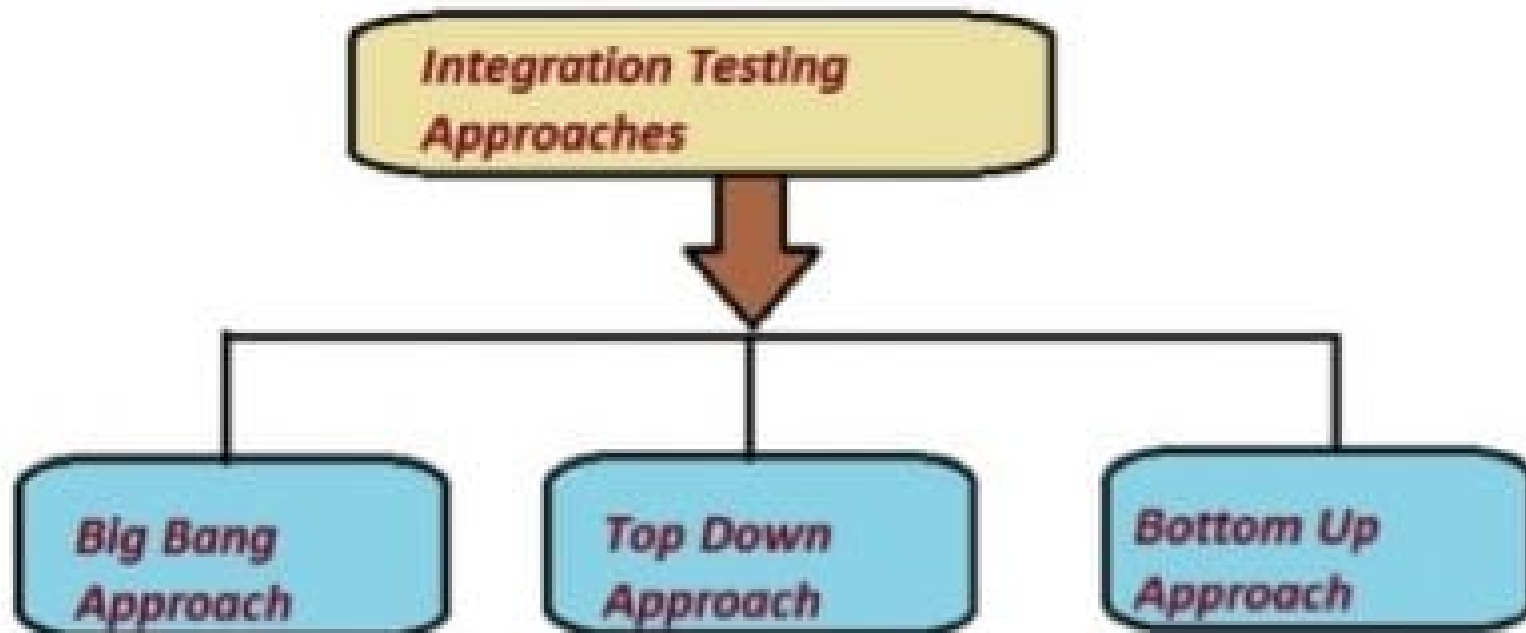 Integration Testing
Approaches
Big Bang
Approach
Top Down
Approach
Bottom Up
Approach